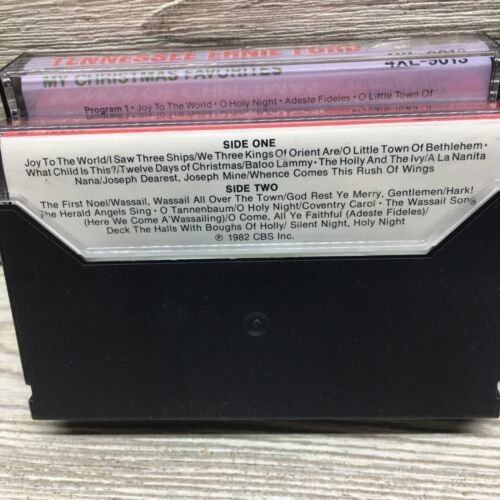 TENNESSEE ERNIE FORD
4XL-9013
MY CHRISTMAS FAVORITES
Program 1 • Joy To The World • O Holy Night • Adeste Fideles • O Little Town Of
SIDE ONE
Joy To The World/I Saw Three Ships/We Three Kings Of Orient Are/O Little Town Of Bethlehem •
What Child Is This?/Twelve Days of Christmas/Baloo Lammy • The Holly And The Ivy/A La Nanita
Nana/Joseph Dearest, Joseph Mine/Whence Comes This Rush Of Wings
SIDE TWO
The First Noel/Wassail, Wassail All Over The Town/God Rest Ye Merry, Gentlemen/Hark!
The Herald Angels Sing • O Tannenbaum/O Holy Night/Coventry Carol • The Wassail Song
(Here We Come A'Wassailing)/O Come, All Ye Faithful (Adeste Fideles)/
Deck The Halls With Boughs Of Holly/ Silent Night, Holy Night
℗ 1982 CBS Inc.